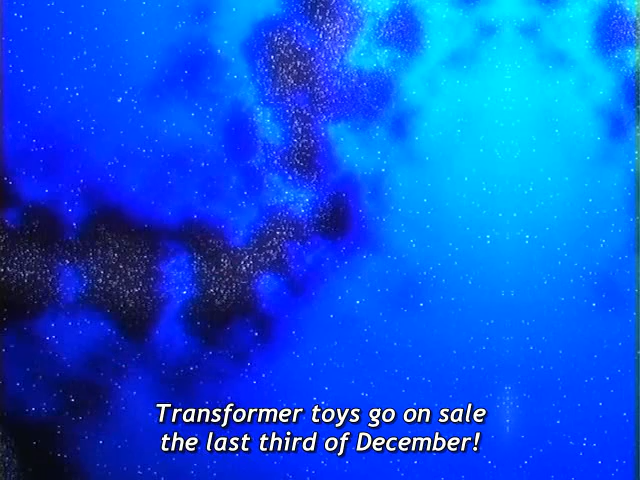 Transformer toys go on sale
the last third of December!